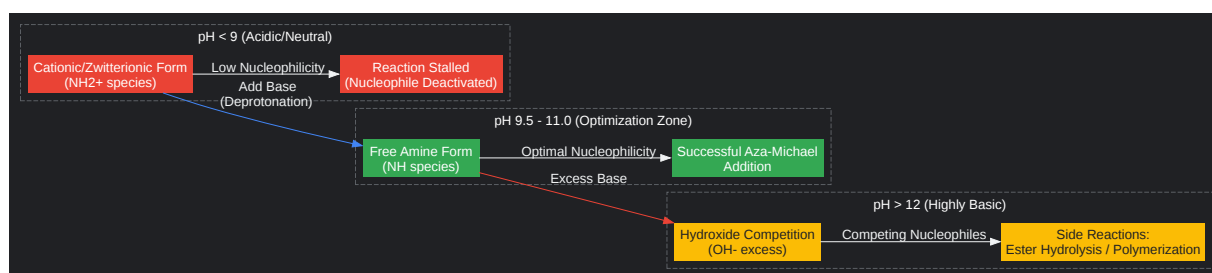 pH < 9 (Acidic/Neutral)
Cationic/Zwitterionic Form
(NH2+ species)
Low Nucleophilicity
Reaction Stalled
(Nucleophile Deactivated)
Add Base
(Deprotonation)
pH 9.5 - 11.0 (Optimization Zone)
Free Amine Form
(NH species)
Optimal Nucleophilicity
Successful Aza-Michael
Addition
Excess Base
pH > 12 (Highly Basic)
Hydroxide Competition
(OH- excess)
Competing Nucleophiles
Side Reactions:
Ester Hydrolysis / Polymerization